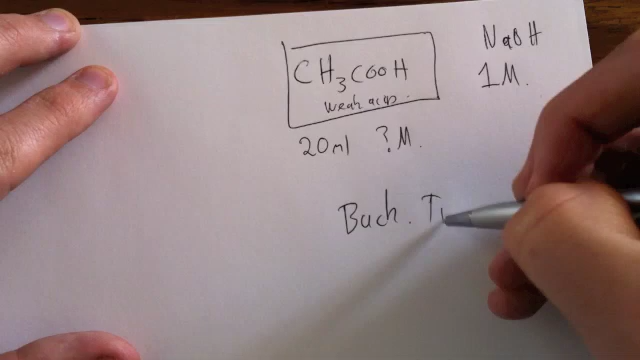 CH3COOH
weak acid.
20ml ? M.
NaOH
1M.
Buch. T